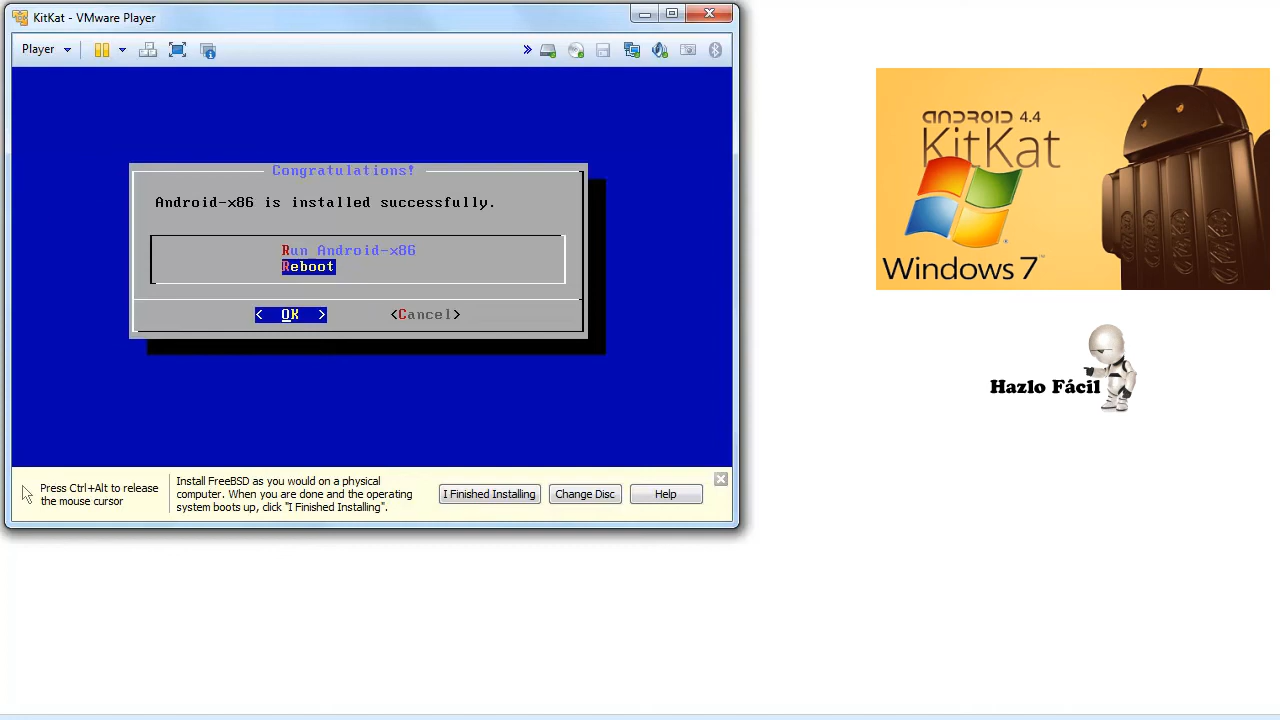 KitKat - VMware Player
Player
Congratulations!
Android-x86 is installed successfully.
Run Android-x86
Reboot
< OK >
<Cancel>
Press Ctrl+Alt to release
the mouse cursor
Install FreeBSD as you would on a physical
computer. When you are done and the operating
system boots up, click "I Finished Installing".
I Finished Installing
Change Disc
Help
ANDROID 4.4
KitKat
Windows 7
Hazlo Fácil